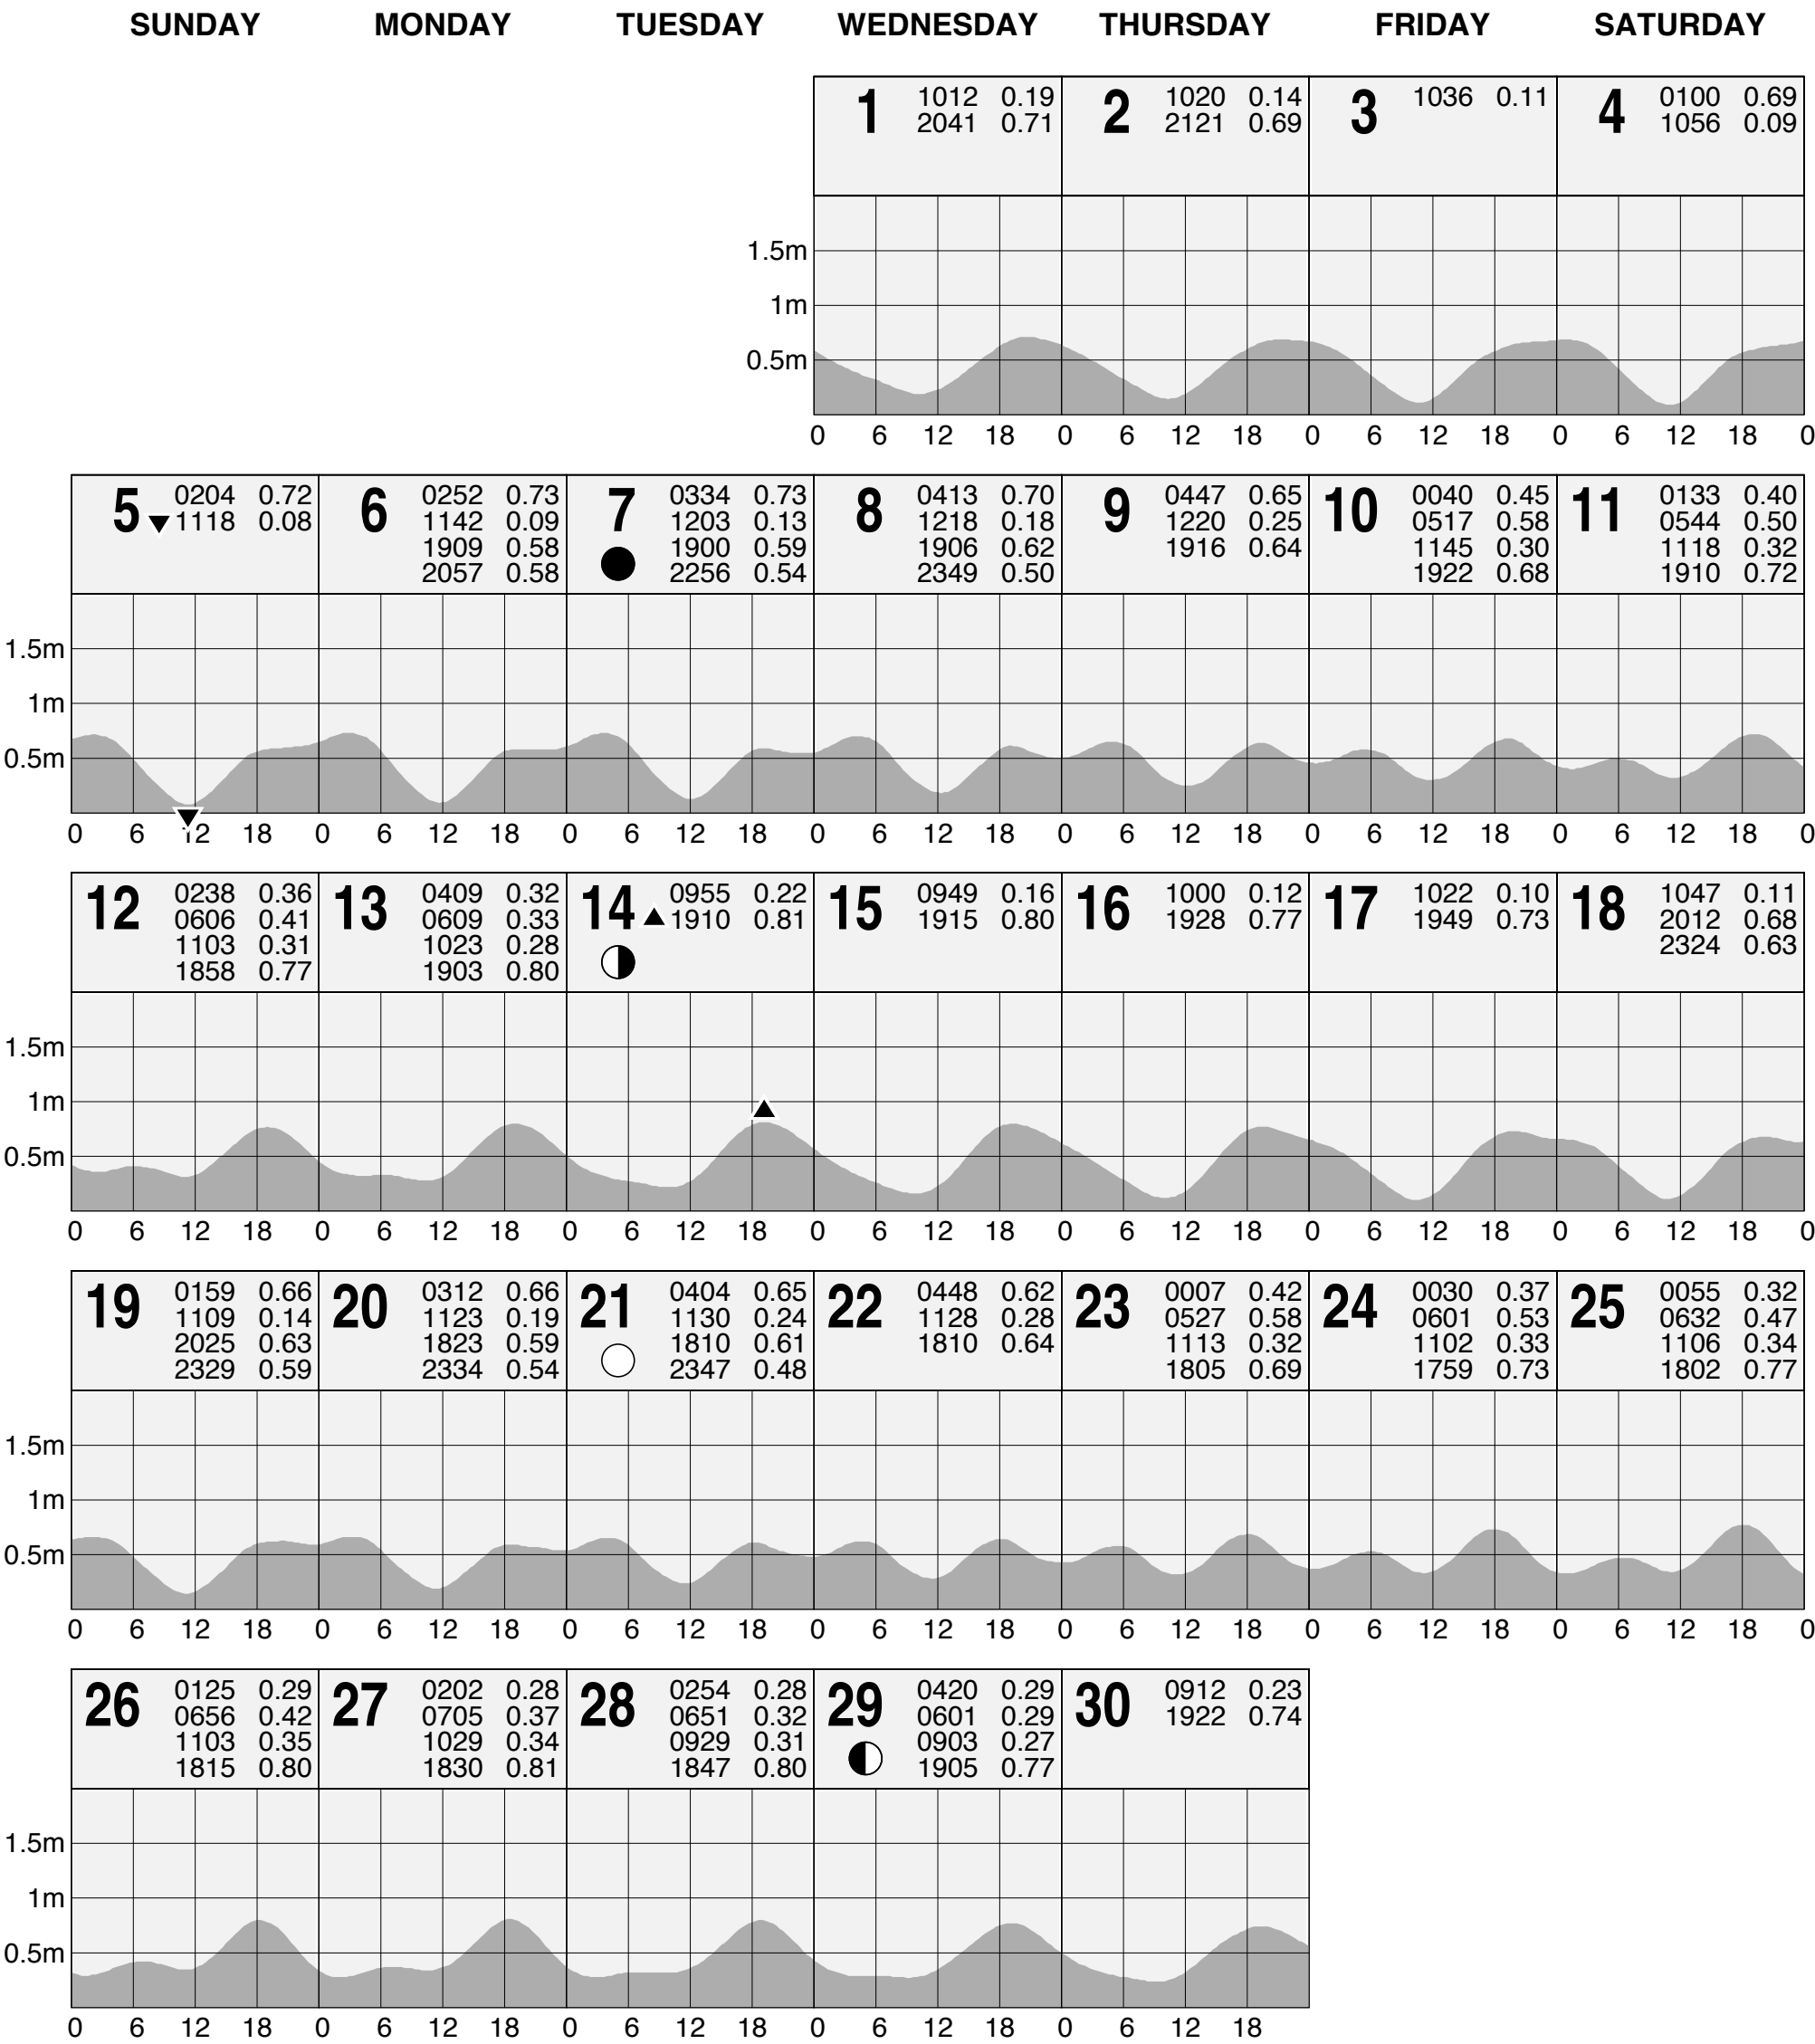 SUNDAY MONDAY TUESDAY WEDNESDAY THURSDAY FRIDAY SATURDAY
1 1012 0.19 2 1020 0.14 3 1036 0.11 4 0100 0.69
2041 0.71 2121 0.69 1056 0.09
1.5m
1m
0.5m
0 6 12 18 0 6 12 18 0 6 12 18 0 6 12 18 0
5 0204 0.72 6 0252 0.73 7 0334 0.73 8 0413 0.70 9 0447 0.65 10 0040 0.45 11 0133 0.40
1118 0.08 1142 0.09 1203 0.13 1218 0.18 1220 0.25 0517 0.58 0544 0.50
1909 0.58 1900 0.59 1906 0.62 1916 0.64 1145 0.30 1118 0.32
2057 0.58 2256 0.54 2349 0.50 1922 0.68 1910 0.72
1.5m
1m
0.5m
0 6 12 18 0 6 12 18 0 6 12 18 0 6 12 18 0 6 12 18 0 6 12 18 0 6 12 18 0
12 0238 0.36 13 0409 0.32 14 0955 0.22 15 0949 0.16 16 1000 0.12 17 1022 0.10 18 1047 0.11
0606 0.41 0609 0.33 1910 0.81 1915 0.80 1928 0.77 1949 0.73 2012 0.68
1103 0.31 1023 0.28 2324 0.63
1858 0.77 1903 0.80
1.5m
1m
0.5m
0 6 12 18 0 6 12 18 0 6 12 18 0 6 12 18 0 6 12 18 0 6 12 18 0 6 12 18 0
19 0159 0.66 20 0312 0.66 21 0404 0.65 22 0448 0.62 23 0007 0.42 24 0030 0.37 25 0055 0.32
1109 0.14 1123 0.19 1130 0.24 1128 0.28 0527 0.58 0601 0.53 0632 0.47
2025 0.63 1823 0.59 1810 0.61 1810 0.64 1113 0.32 1102 0.33 1106 0.34
2329 0.59 2334 0.54 2347 0.48 1805 0.69 1759 0.73 1802 0.77
1.5m
1m
0.5m
0 6 12 18 0 6 12 18 0 6 12 18 0 6 12 18 0 6 12 18 0 6 12 18 0 6 12 18 0
26 0125 0.29 27 0202 0.28 28 0254 0.28 29 0420 0.29 30 0912 0.23
0656 0.42 0705 0.37 0651 0.32 0601 0.29 1922 0.74
1103 0.35 1029 0.34 0929 0.31 0903 0.27
1815 0.80 1830 0.81 1847 0.80 1905 0.77
1.5m
1m
0.5m
0 6 12 18 0 6 12 18 0 6 12 18 0 6 12 18 0 6 12 18